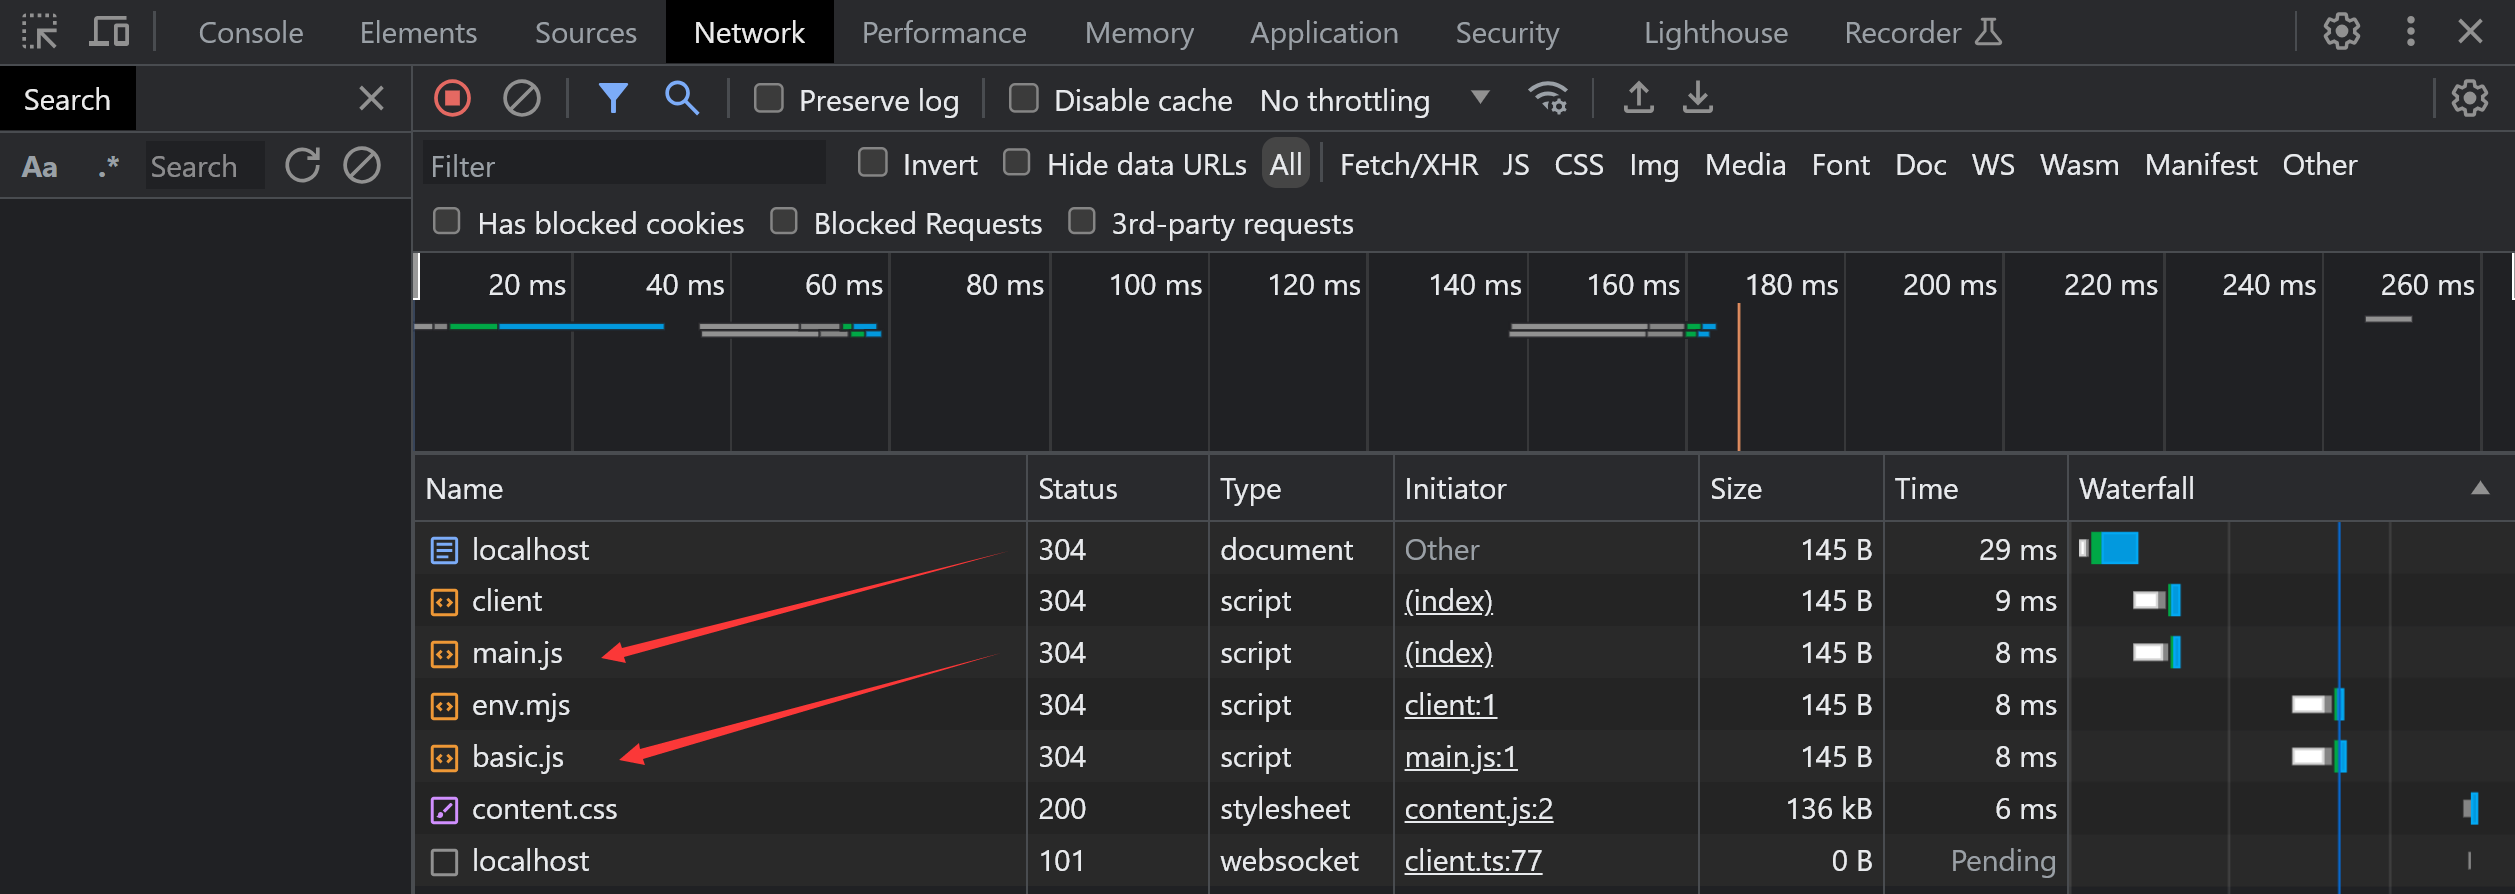 Console Elements Sources Network Performance Memory Application Security Lighthouse Recorder
Search
Preserve log Disable cache No throttling
Aa .* Search
Filter Invert Hide data URLs All Fetch/XHR JS CSS Img Media Font Doc WS Wasm Manifest Other
Has blocked cookies Blocked Requests 3rd-party requests
20 ms 40 ms 60 ms 80 ms 100 ms 120 ms 140 ms 160 ms 180 ms 200 ms 220 ms 240 ms 260 ms
Name Status Type Initiator Size Time Waterfall
localhost 304 document Other 145 B 29 ms
client 304 script (index) 145 B 9 ms
main.js 304 script (index) 145 B 8 ms
env.mjs 304 script client:1 145 B 8 ms
basic.js 304 script main.js:1 145 B 8 ms
content.css 200 stylesheet content.js:2 136 kB 6 ms
localhost 101 websocket client.ts:77 0 B Pending